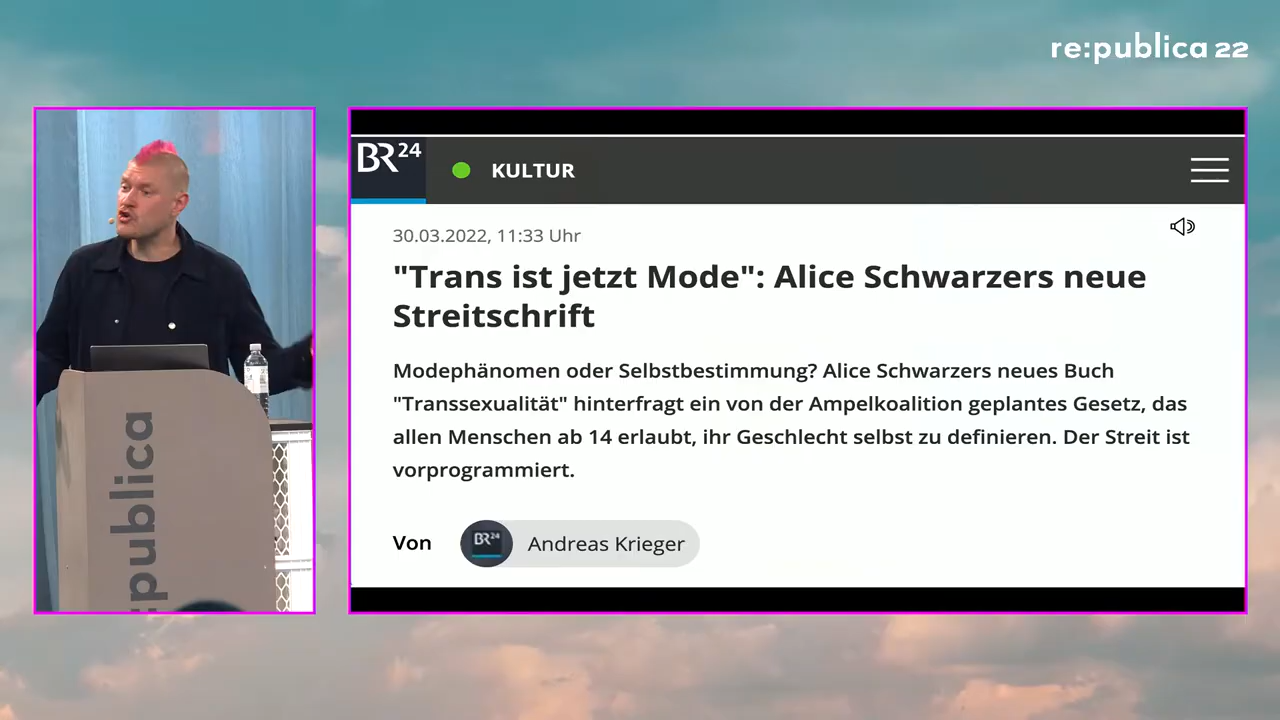 re:publica 22
BR24
KULTUR
30.03.2022, 11:33 Uhr
"Trans ist jetzt Mode": Alice Schwarzers neue
Streitschrift
Modephänomen oder Selbstbestimmung? Alice Schwarzers neues Buch
"Transsexualität" hinterfragt ein von der Ampelkoalition geplantes Gesetz, das
allen Menschen ab 14 erlaubt, ihr Geschlecht selbst zu definieren. Der Streit ist
vorprogrammiert.
Von
BR24
Andreas Krieger
:publica